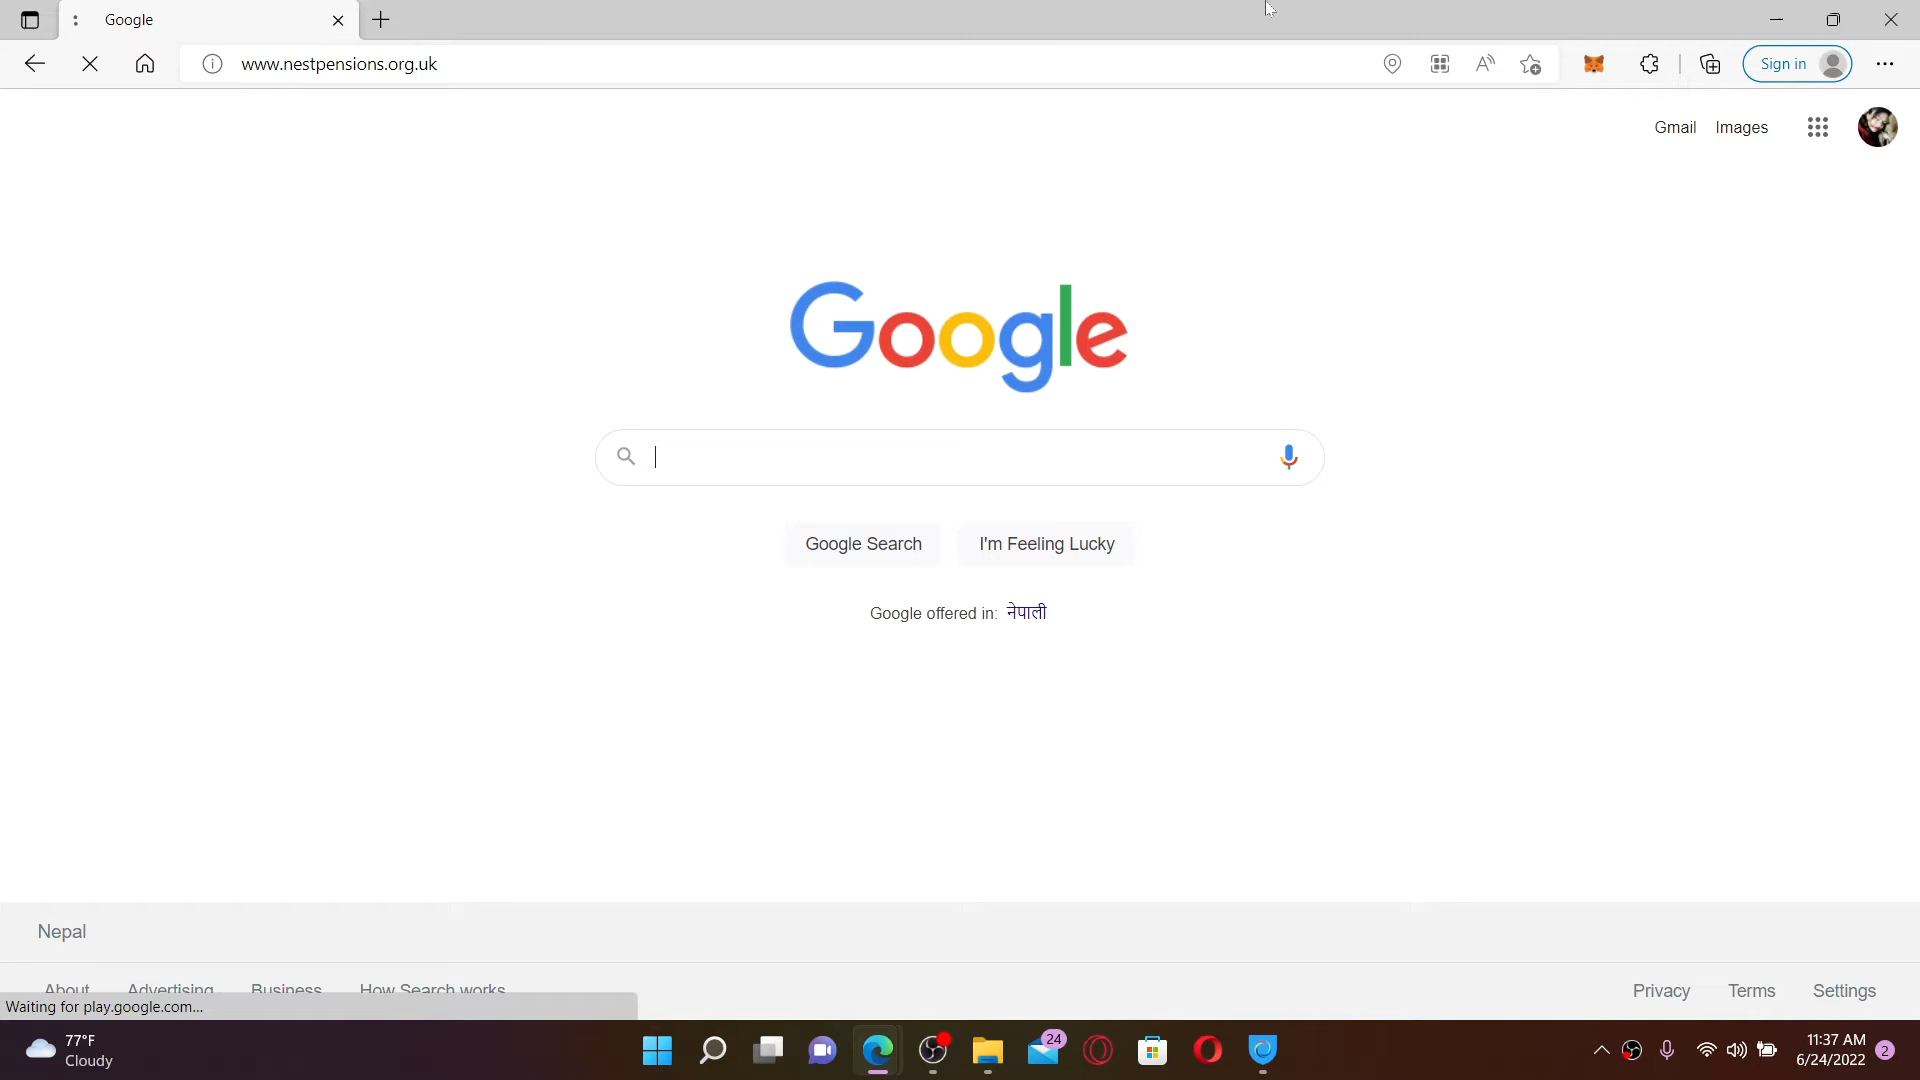 Google
www.nestpensions.org.uk
Sign in
Gmail Images
Google
Google Search I'm Feeling Lucky
Google offered in: नेपाली
Nepal
About Advertising Business How Search works Privacy Terms Settings
Waiting for play.google.com...
77°F
Cloudy
24
11:37 AM
6/24/2022
2